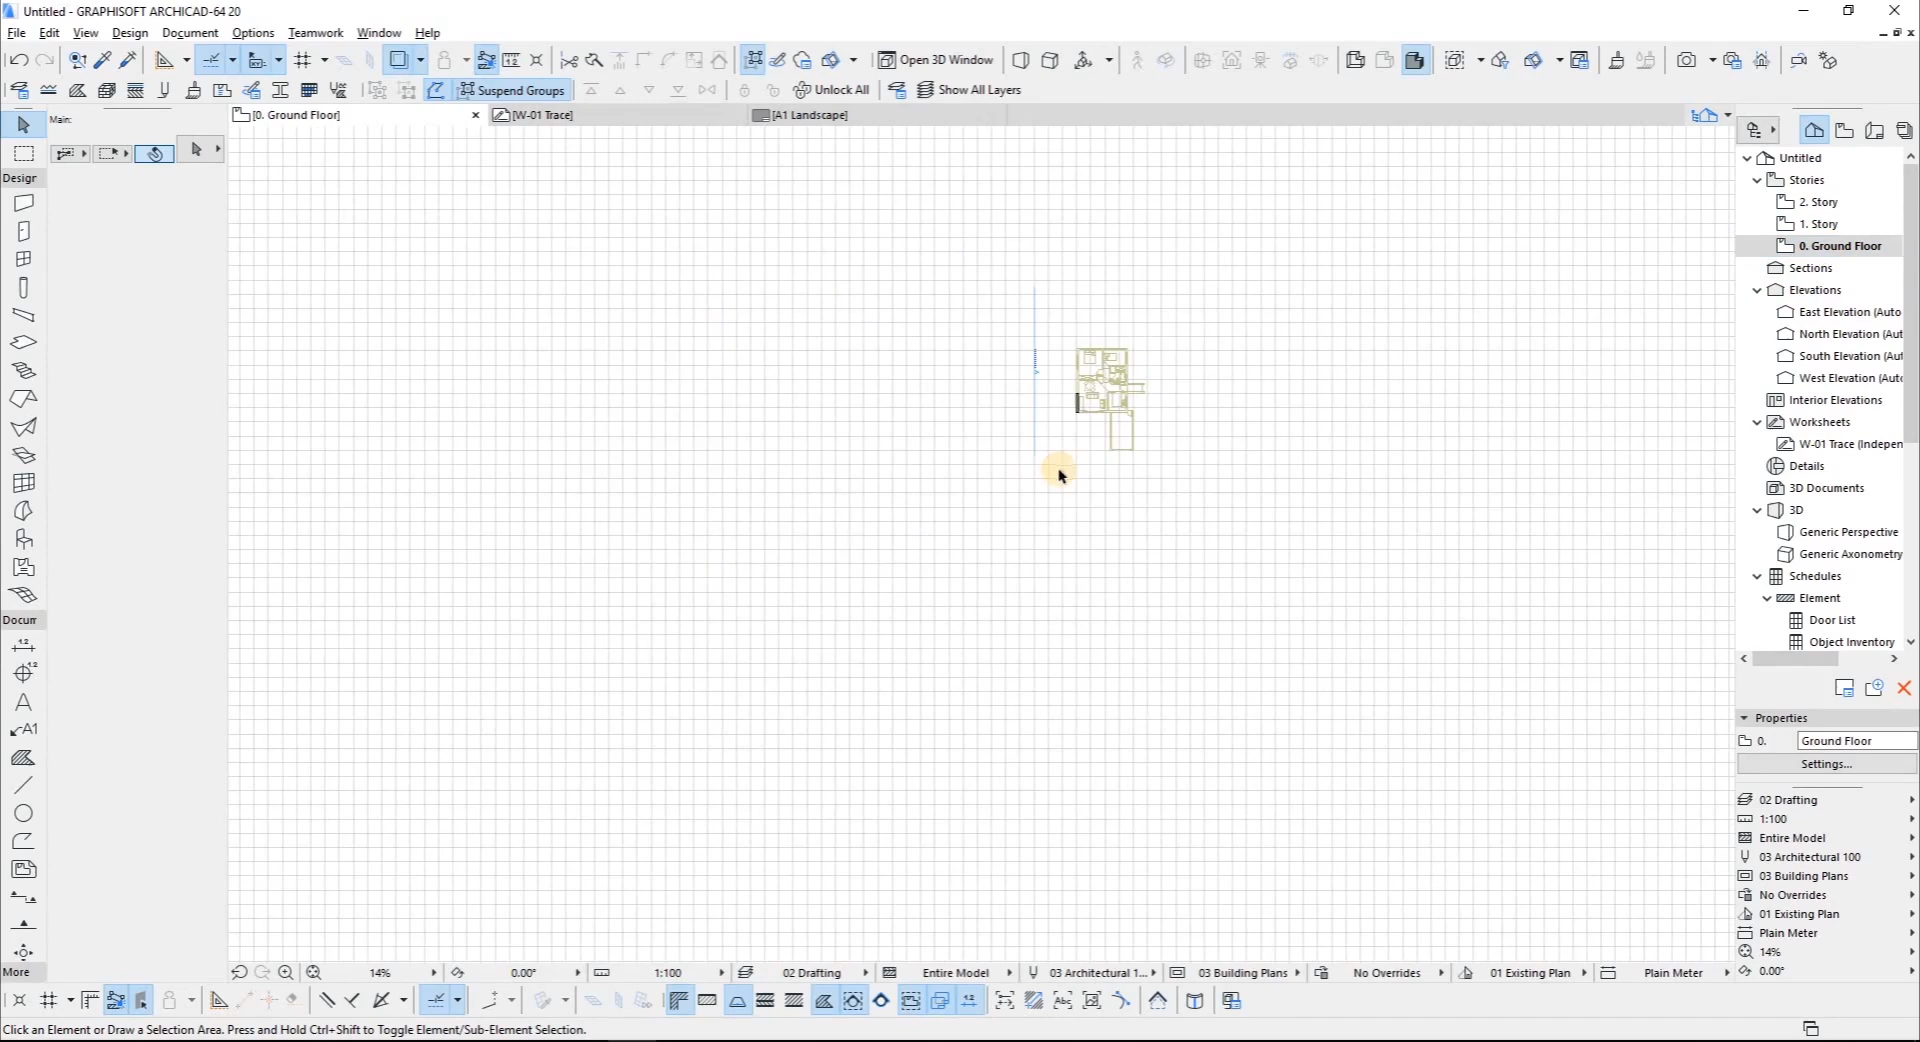 Untitled - GRAPHISOFT ARCHICAD-64 20
File Edit View Design Document Options Teamwork Window Help
Open 3D Window
Suspend Groups Unlock All Show All Layers
[0. Ground Floor] [W-01 Trace] [A1 Landscape]
Main:
Design
Docum
More
Untitled
Stories
2. Story
1. Story
0. Ground Floor
Sections
Elevations
East Elevation (Auto
North Elevation (Aut
South Elevation (Aut
West Elevation (Auto
Interior Elevations
Worksheets
W-01 Trace (Indepen
Details
3D Documents
3D
Generic Perspective
Generic Axonometry
Schedules
Element
Door List
Object Inventory
Properties
0. Ground Floor
Settings...
02 Drafting
1:100
Entire Model
03 Architectural 100
03 Building Plans
No Overrides
01 Existing Plan
Plain Meter
14%
0.00°
14% 0.00° 1:100 02 Drafting Entire Model 03 Architectural 1... 03 Building Plans No Overrides 01 Existing Plan Plain Meter
Click an Element or Draw a Selection Area. Press and Hold Ctrl+Shift to Toggle Element/Sub-Element Selection.